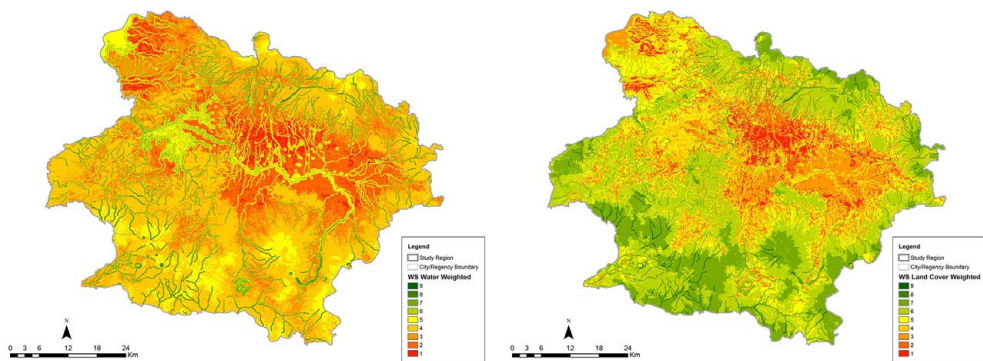 Legend
Study Region
City/Regency Boundary
WS Water Weighted
9
8
7
6
5
4
3
2
1
N
0 3 6 12 18 24
Km
Legend
Study Region
City/Regency Boundary
WS Land Cover Weighted
9
8
7
6
5
4
3
2
1
N
0 3 6 12 18 24
Km